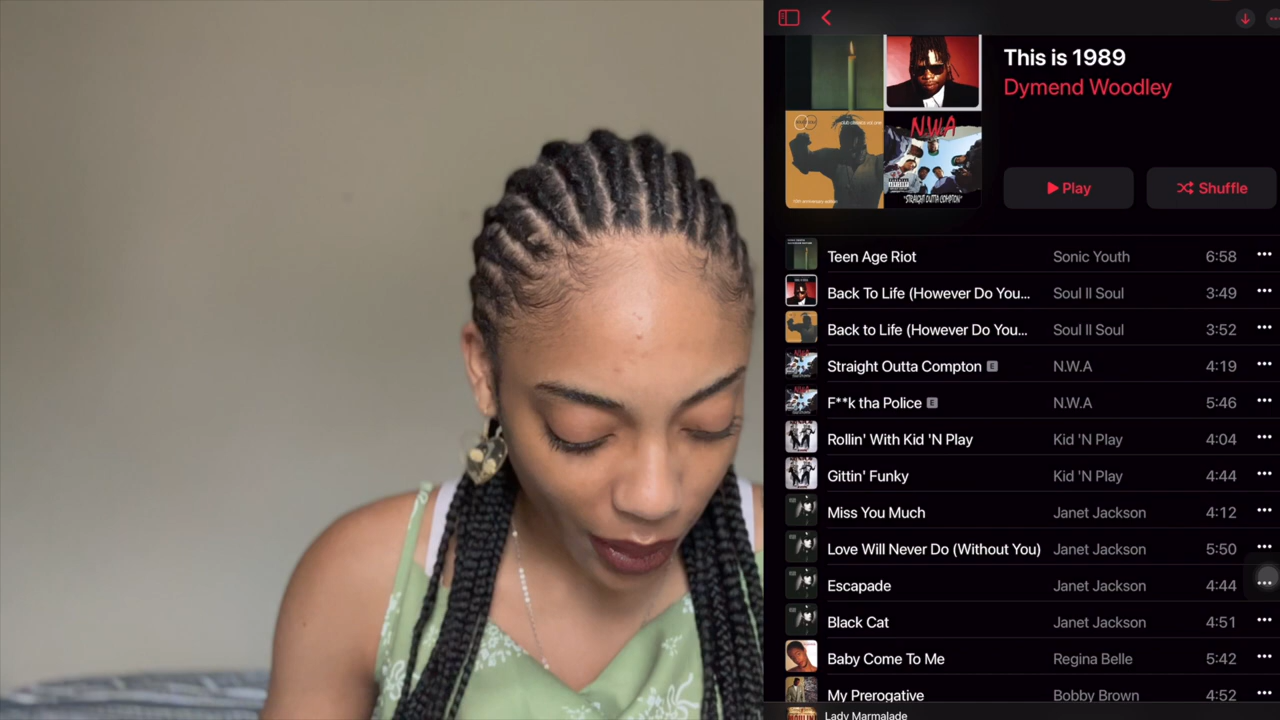 This is 1989
Dymend Woodley
N.W.A
"STRAIGHT OUTTA COMPTON"
Play
Shuffle
Teen Age Riot Sonic Youth 6:58 •••
Back To Life (However Do You... Soul II Soul 3:49 •••
Back to Life (However Do You... Soul II Soul 3:52 •••
Straight Outta Compton E N.W.A 4:19 •••
F**k tha Police E N.W.A 5:46 •••
Rollin' With Kid 'N Play Kid 'N Play 4:04 •••
Gittin' Funky Kid 'N Play 4:44 •••
Miss You Much Janet Jackson 4:12 •••
Love Will Never Do (Without You) Janet Jackson 5:50 •••
Escapade Janet Jackson 4:44 •••
Black Cat Janet Jackson 4:51 •••
Baby Come To Me Regina Belle 5:42 •••
My Prerogative Bobby Brown 4:52 •••
Lady Marmalade